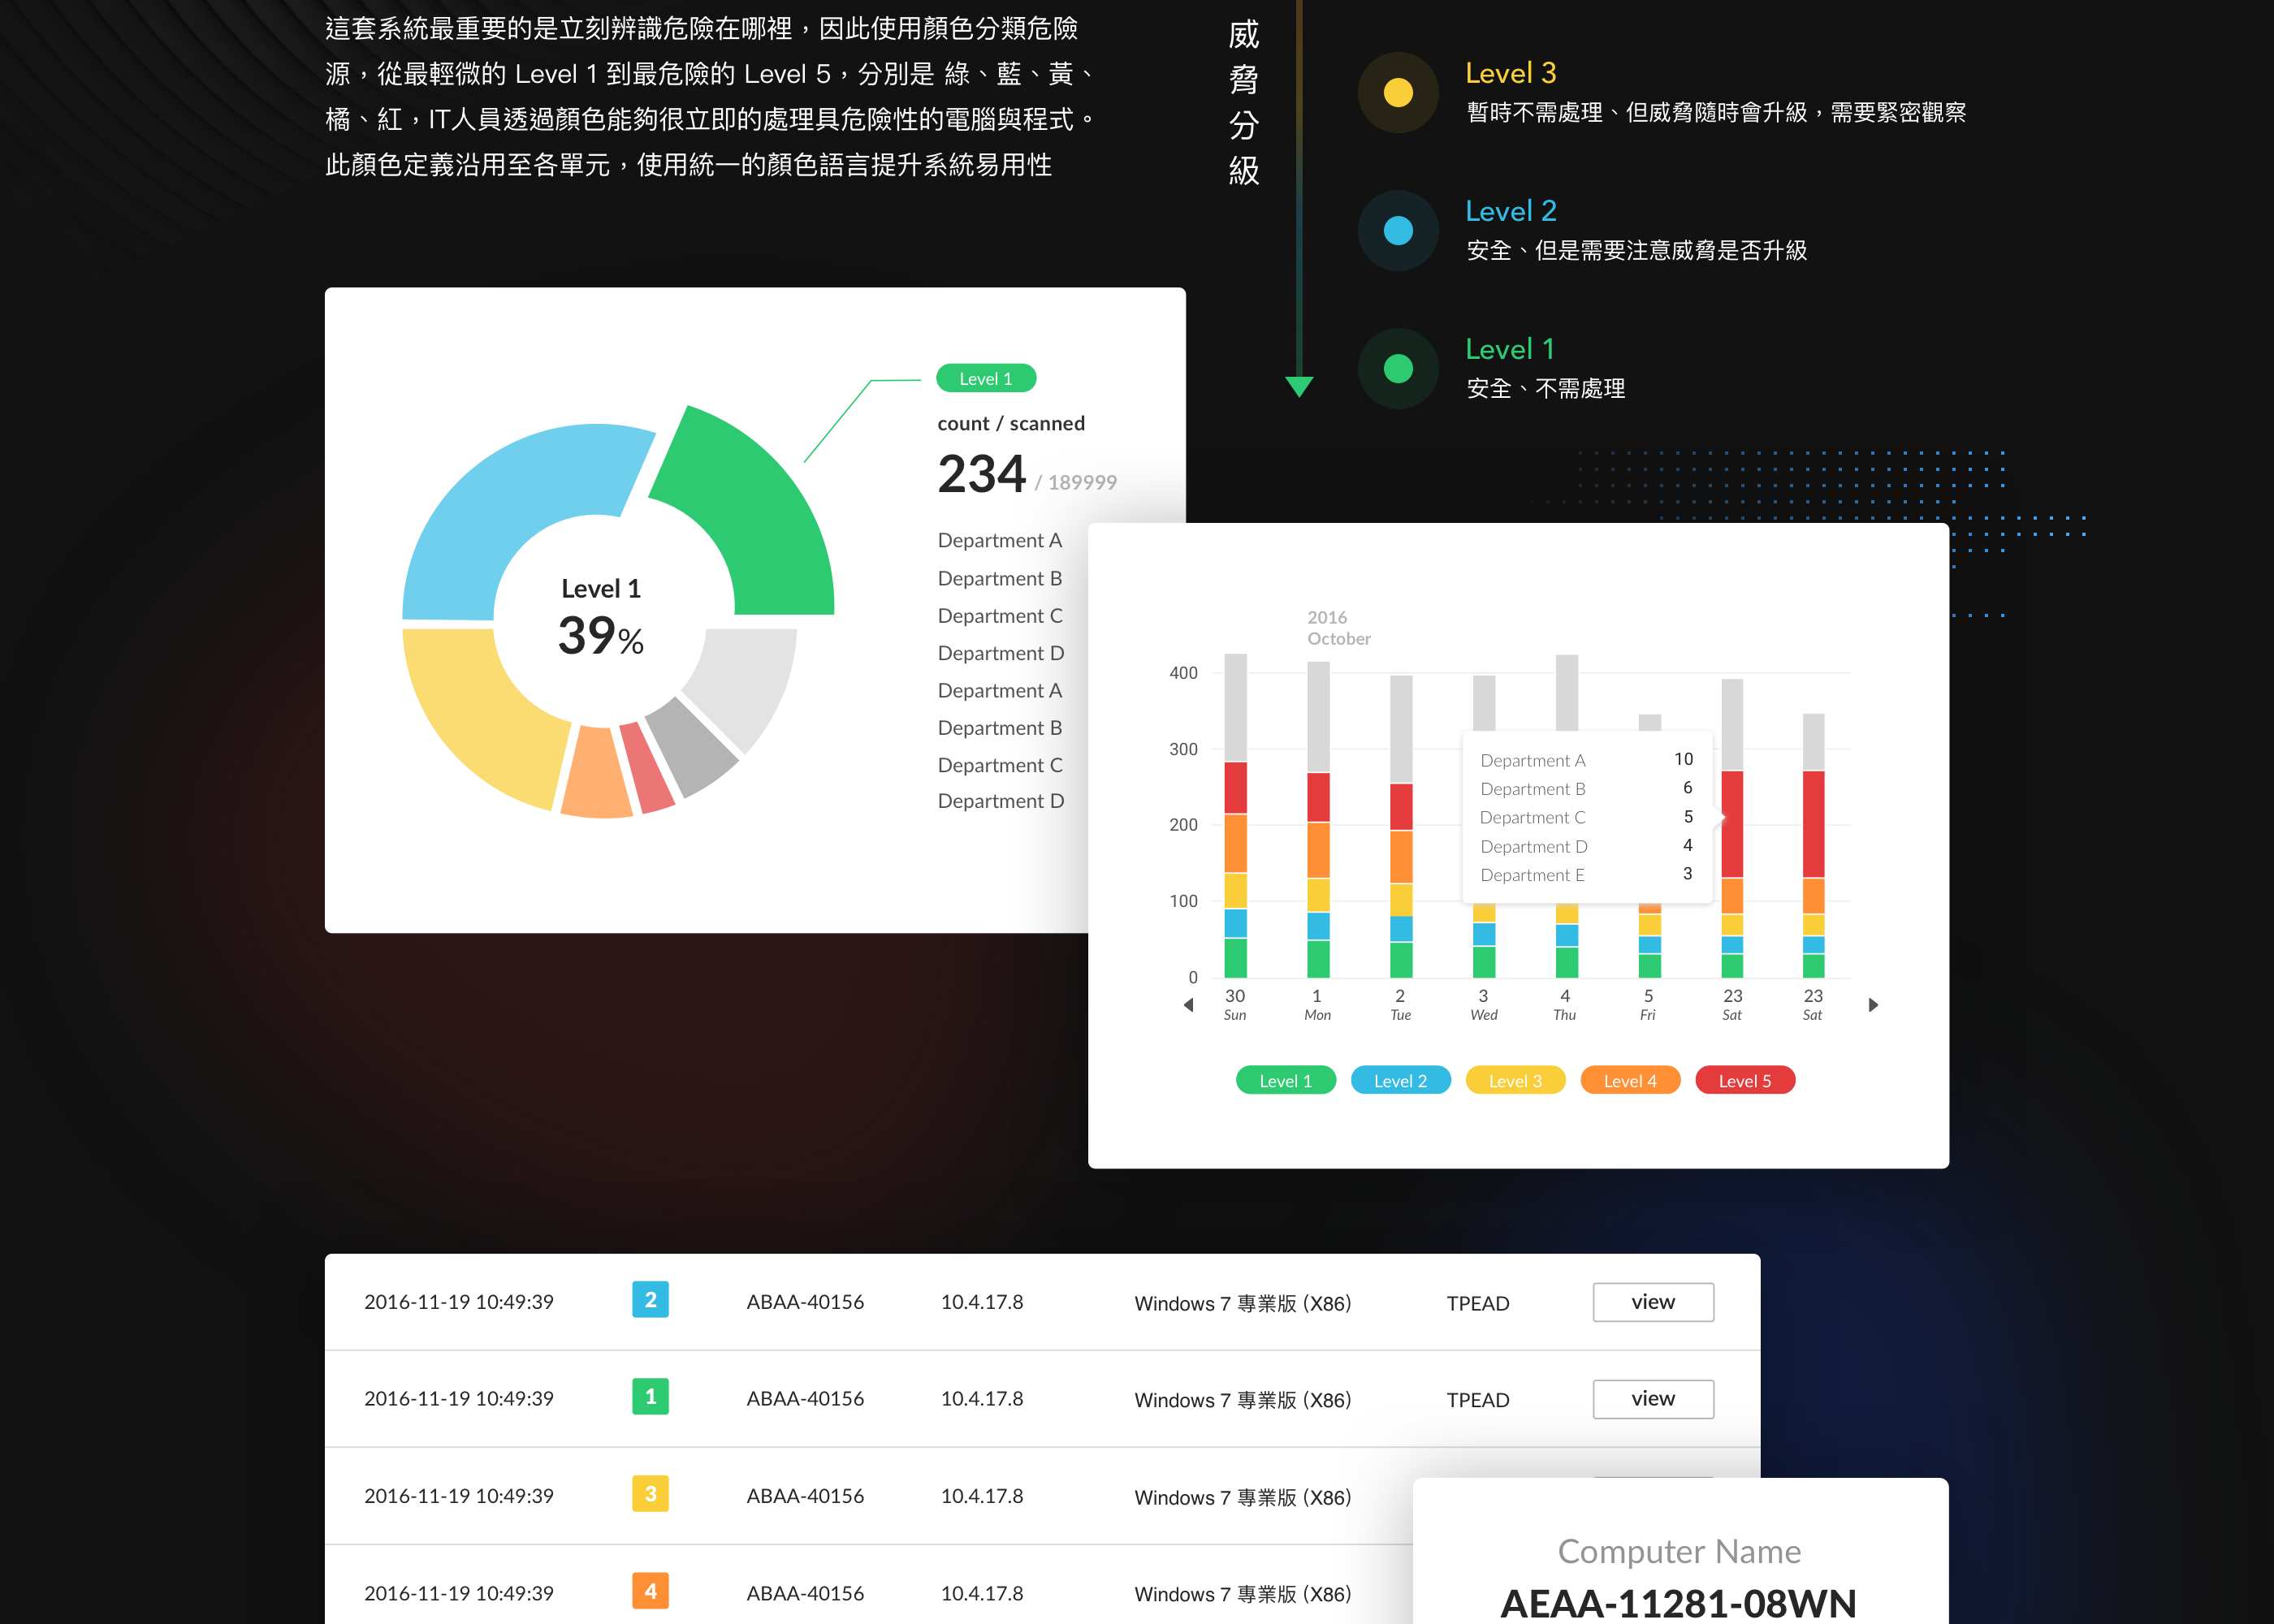 這套系統最重要的是立刻辨識危險在哪裡，因此使用顏色分類危險
源，從最輕微的 Level 1 到最危險的 Level 5，分別是 綠、藍、黃、
橘、紅，IT人員透過顏色能夠很立即的處理具危險性的電腦與程式。
此顏色定義沿用至各單元，使用統一的顏色語言提升系統易用性
威脅分級
Level 3
暫時不需處理、但威脅隨時會升級，需要緊密觀察
Level 2
安全、但是需要注意威脅是否升級
Level 1
安全、不需處理
Level 1
39%
Level 1
count / scanned
234 / 189999
Department A
Department B
Department C
Department D
Department A
Department B
Department C
Department D
2016
October
400
300
200
100
0
Department A 10
Department B 6
Department C 5
Department D 4
Department E 3
30 1 2 3 4 5 23 23
Sun Mon Tue Wed Thu Fri Sat Sat
Level 1 Level 2 Level 3 Level 4 Level 5
2016-11-19 10:49:39 2 ABAA-40156 10.4.17.8 Windows 7 專業版 (X86) TPEAD view
2016-11-19 10:49:39 1 ABAA-40156 10.4.17.8 Windows 7 專業版 (X86) TPEAD view
2016-11-19 10:49:39 3 ABAA-40156 10.4.17.8 Windows 7 專業版 (X86)
2016-11-19 10:49:39 4 ABAA-40156 10.4.17.8 Windows 7 專業版 (X86)
Computer Name
AEAA-11281-08WN